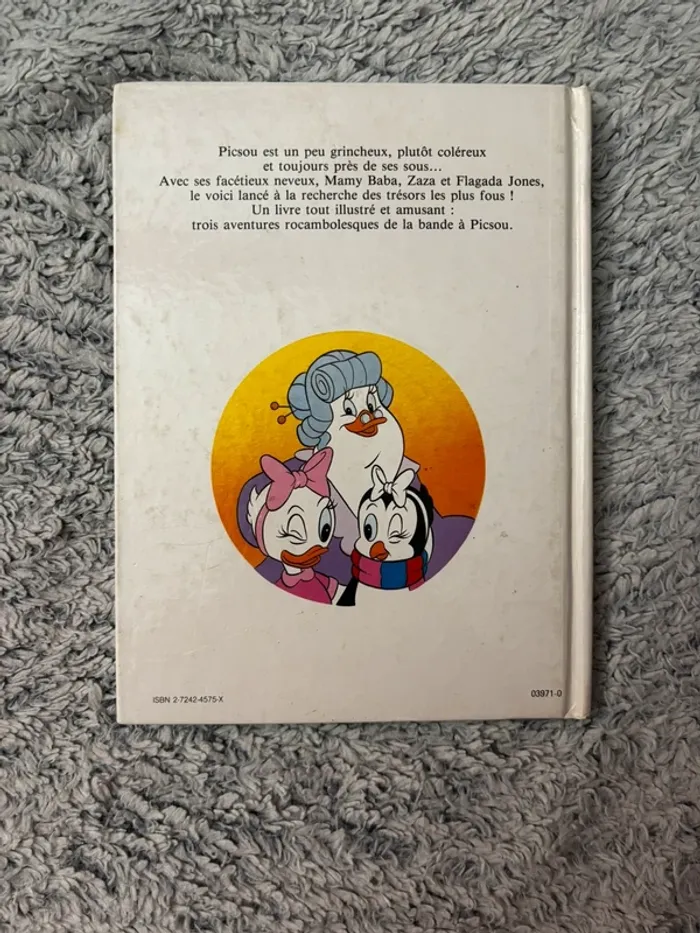 Picsou est un peu grincheux, plutôt coléreux
et toujours près de ses sous...
Avec ses facétieux neveux, Mamy Baba, Zaza et Flagada Jones,
le voici lancé à la recherche des trésors les plus fous !
Un livre tout illustré et amusant :
trois aventures rocambolesques de la bande à Picsou.
ISBN 2-7242-4575-X
03971-0